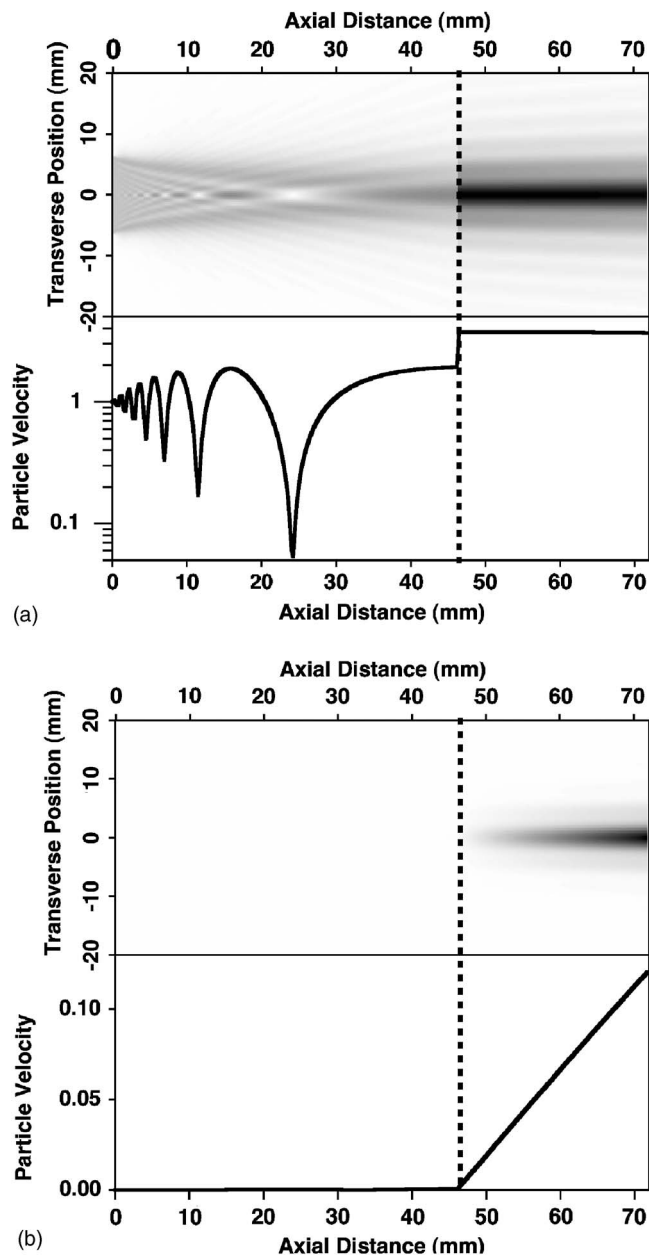 Axial Distance (mm)
0 10 20 30 40 50 60 70
Transverse Position (mm)
20
10
0
-10
-20
Particle Velocity
1
0.1
0 10 20 30 40 50 60 70
Axial Distance (mm)
(a)
Axial Distance (mm)
0 10 20 30 40 50 60 70
Transverse Position (mm)
20
10
0
-10
-20
Particle Velocity
0.10
0.05
0.00
0 10 20 30 40 50 60 70
Axial Distance (mm)
(b)